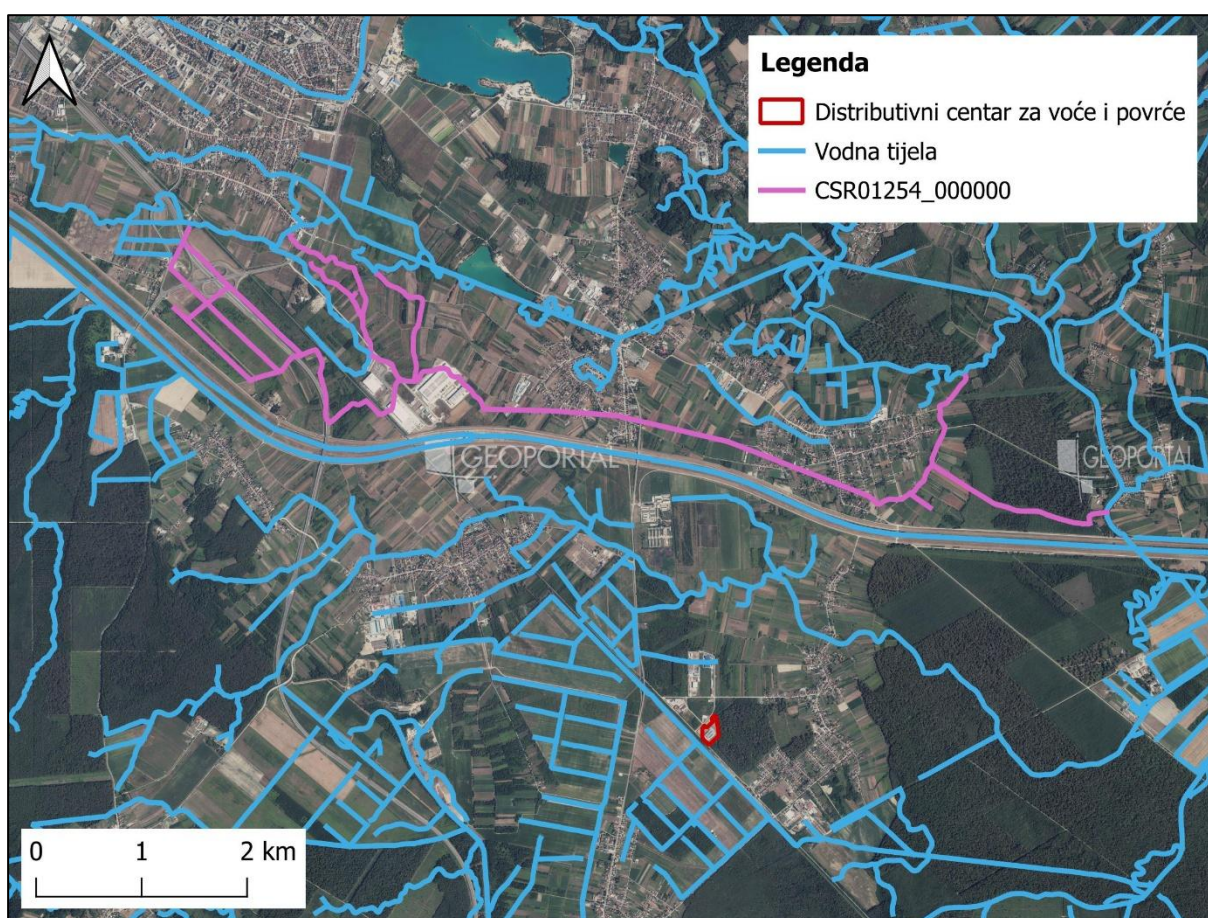 Legenda
Distributivni centar za voće i povrće
Vodna tijela
CSR01254_000000
GEOPORTAL
GEOPORTAL
0 1 2 km